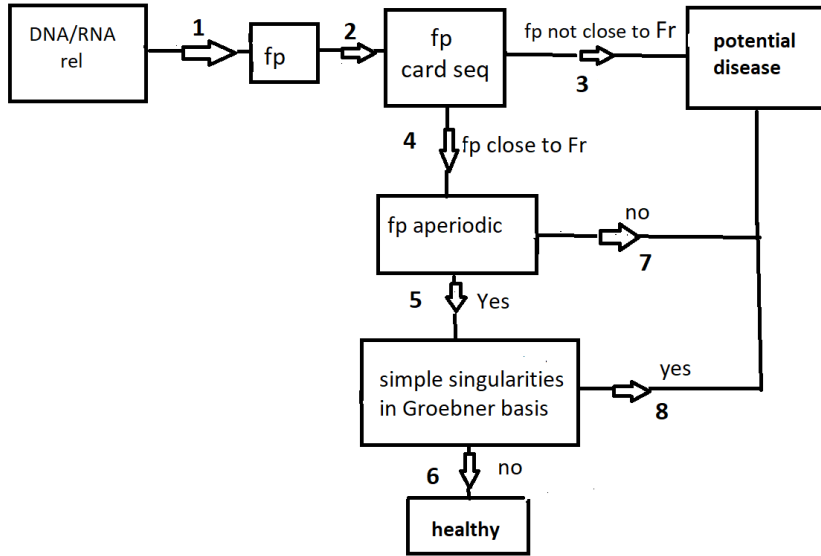 DNA/RNA
rel
1
fp
2
fp
card seq
fp not close to Fr
3
potential
disease
4
fp close to Fr
fp aperiodic
no
7
5
Yes
simple singularities
in Groebner basis
yes
8
6
no
healthy